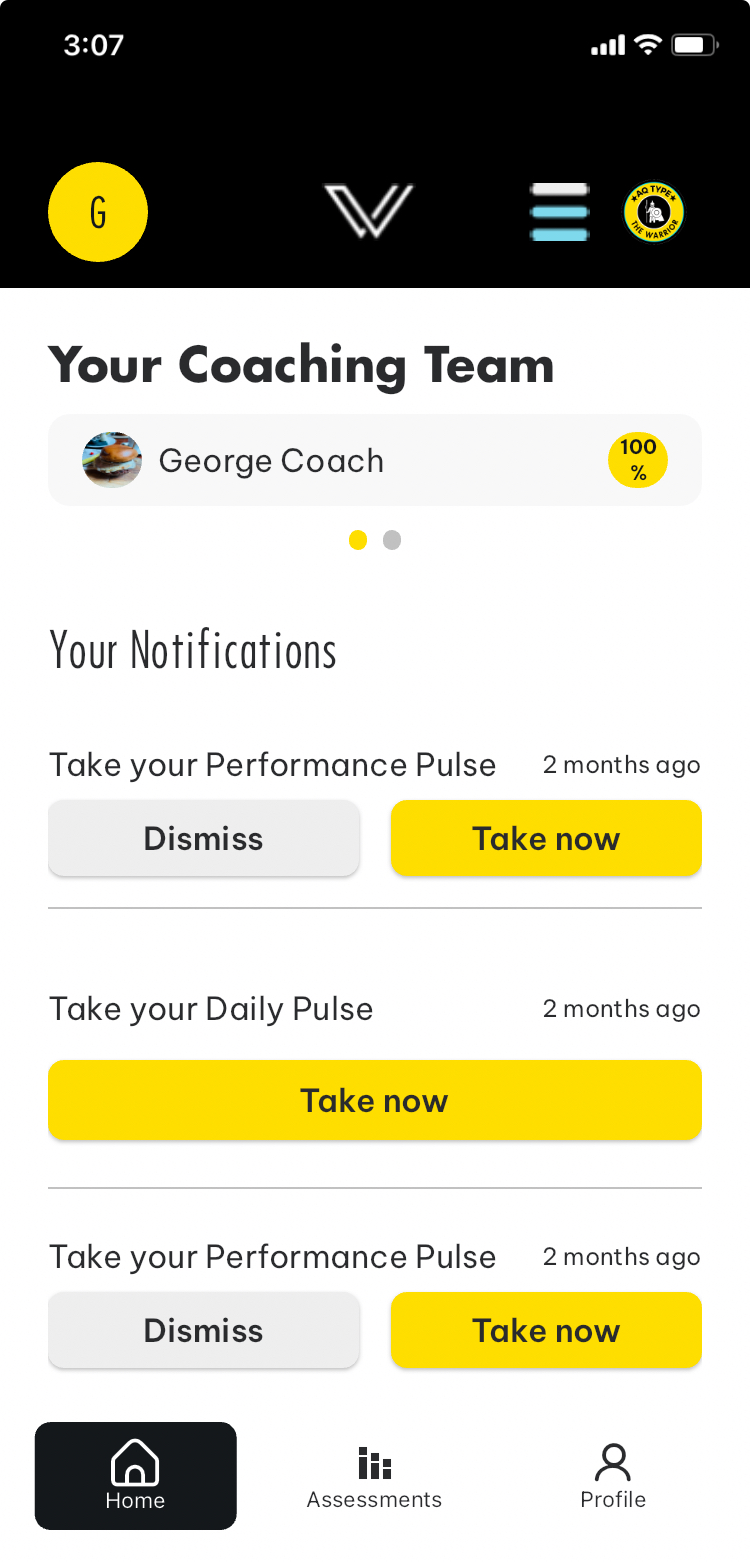 3:07
G
AQ TYPE
THE WARRIOR
Your Coaching Team
George Coach
100
%
Your Notifications
Take your Performance Pulse 2 months ago
Dismiss Take now
Take your Daily Pulse 2 months ago
Take now
Take your Performance Pulse 2 months ago
Dismiss Take now
Home Assessments Profile